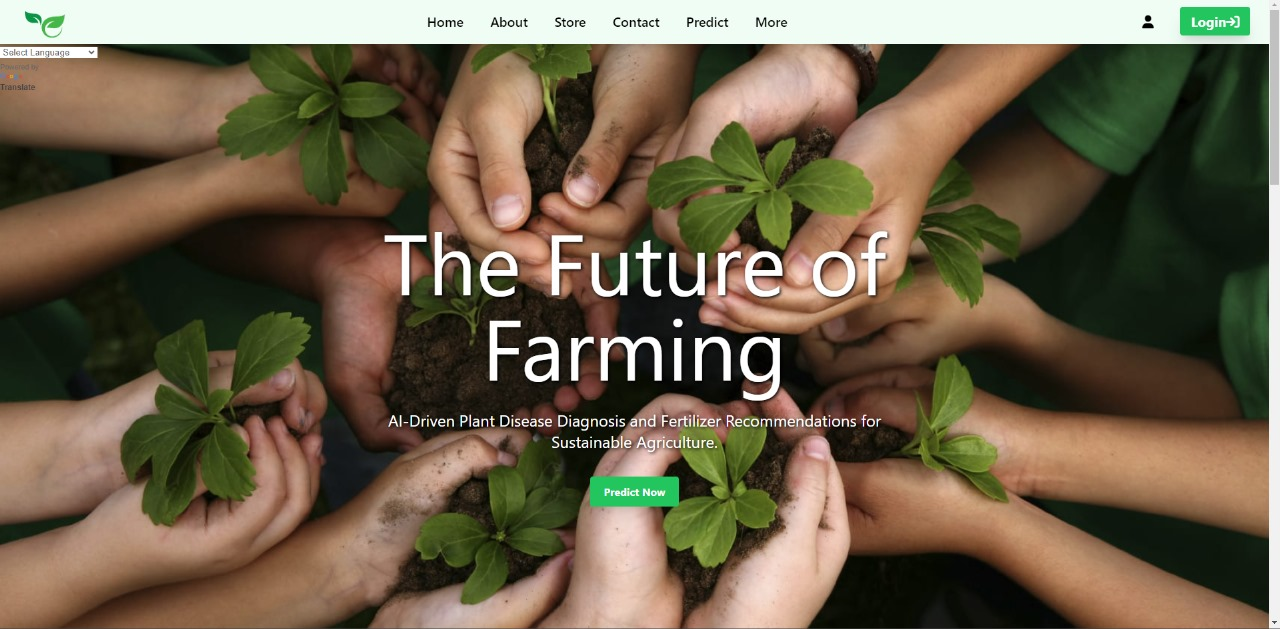 Home About Store Contact Predict More Login
Select Language
Powered by
Translate
The Future of
Farming
AI-Driven Plant Disease Diagnosis and Fertilizer Recommendations for
Sustainable Agriculture.
Predict Now